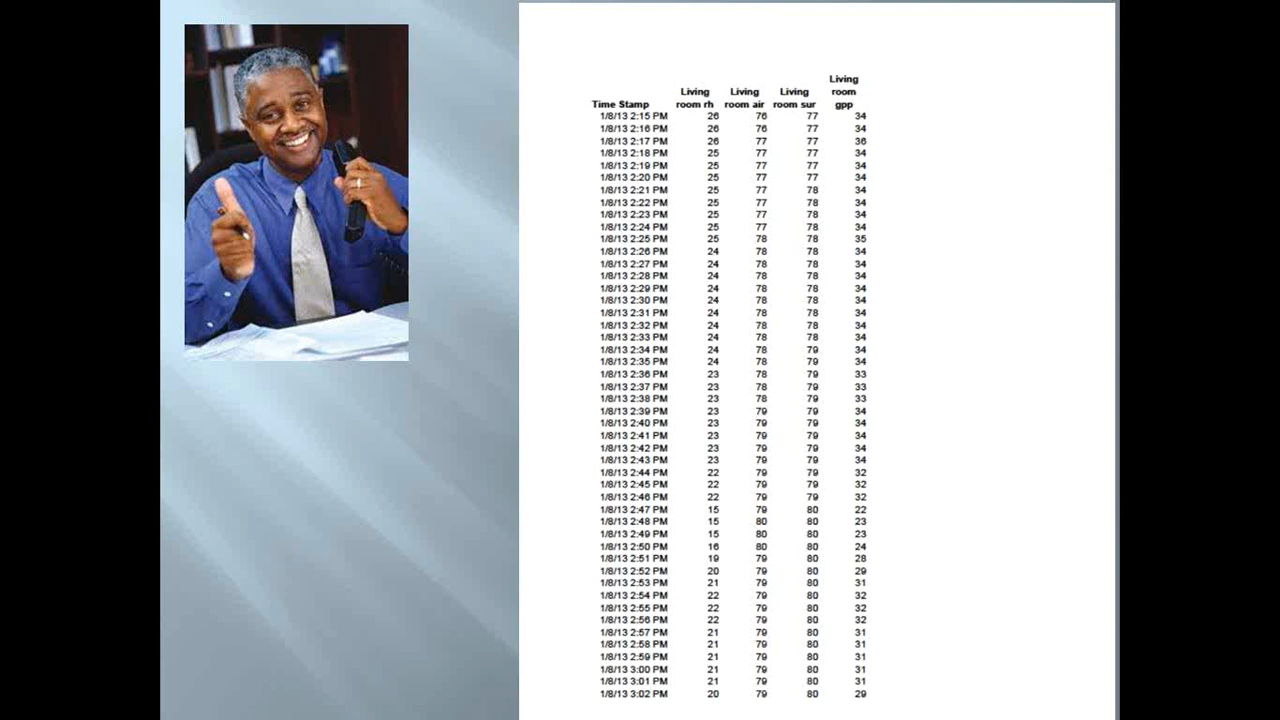 Living
Living Living Living room
Time Stamp room rh room air room sur gpp
1/8/13 2:15 PM 26 76 77 34
1/8/13 2:16 PM 26 76 77 34
1/8/13 2:17 PM 26 77 77 36
1/8/13 2:18 PM 25 77 77 34
1/8/13 2:19 PM 25 77 77 34
1/8/13 2:20 PM 25 77 77 34
1/8/13 2:21 PM 25 77 78 34
1/8/13 2:22 PM 25 77 78 34
1/8/13 2:23 PM 25 77 78 34
1/8/13 2:24 PM 25 77 78 34
1/8/13 2:25 PM 25 78 78 35
1/8/13 2:26 PM 24 78 78 34
1/8/13 2:27 PM 24 78 78 34
1/8/13 2:28 PM 24 78 78 34
1/8/13 2:29 PM 24 78 78 34
1/8/13 2:30 PM 24 78 78 34
1/8/13 2:31 PM 24 78 78 34
1/8/13 2:32 PM 24 78 78 34
1/8/13 2:33 PM 24 78 78 34
1/8/13 2:34 PM 24 78 79 34
1/8/13 2:35 PM 24 78 79 34
1/8/13 2:36 PM 23 78 79 33
1/8/13 2:37 PM 23 78 79 33
1/8/13 2:38 PM 23 78 79 33
1/8/13 2:39 PM 23 79 79 34
1/8/13 2:40 PM 23 79 79 34
1/8/13 2:41 PM 23 79 79 34
1/8/13 2:42 PM 23 79 79 34
1/8/13 2:43 PM 23 79 79 34
1/8/13 2:44 PM 22 79 79 32
1/8/13 2:45 PM 22 79 79 32
1/8/13 2:46 PM 22 79 79 32
1/8/13 2:47 PM 15 79 80 22
1/8/13 2:48 PM 15 80 80 23
1/8/13 2:49 PM 15 80 80 23
1/8/13 2:50 PM 16 80 80 24
1/8/13 2:51 PM 19 79 80 28
1/8/13 2:52 PM 20 79 80 29
1/8/13 2:53 PM 21 79 80 31
1/8/13 2:54 PM 22 79 80 32
1/8/13 2:55 PM 22 79 80 32
1/8/13 2:56 PM 22 79 80 32
1/8/13 2:57 PM 21 79 80 31
1/8/13 2:58 PM 21 79 80 31
1/8/13 2:59 PM 21 79 80 31
1/8/13 3:00 PM 21 79 80 31
1/8/13 3:01 PM 21 79 80 31
1/8/13 3:02 PM 20 79 80 29